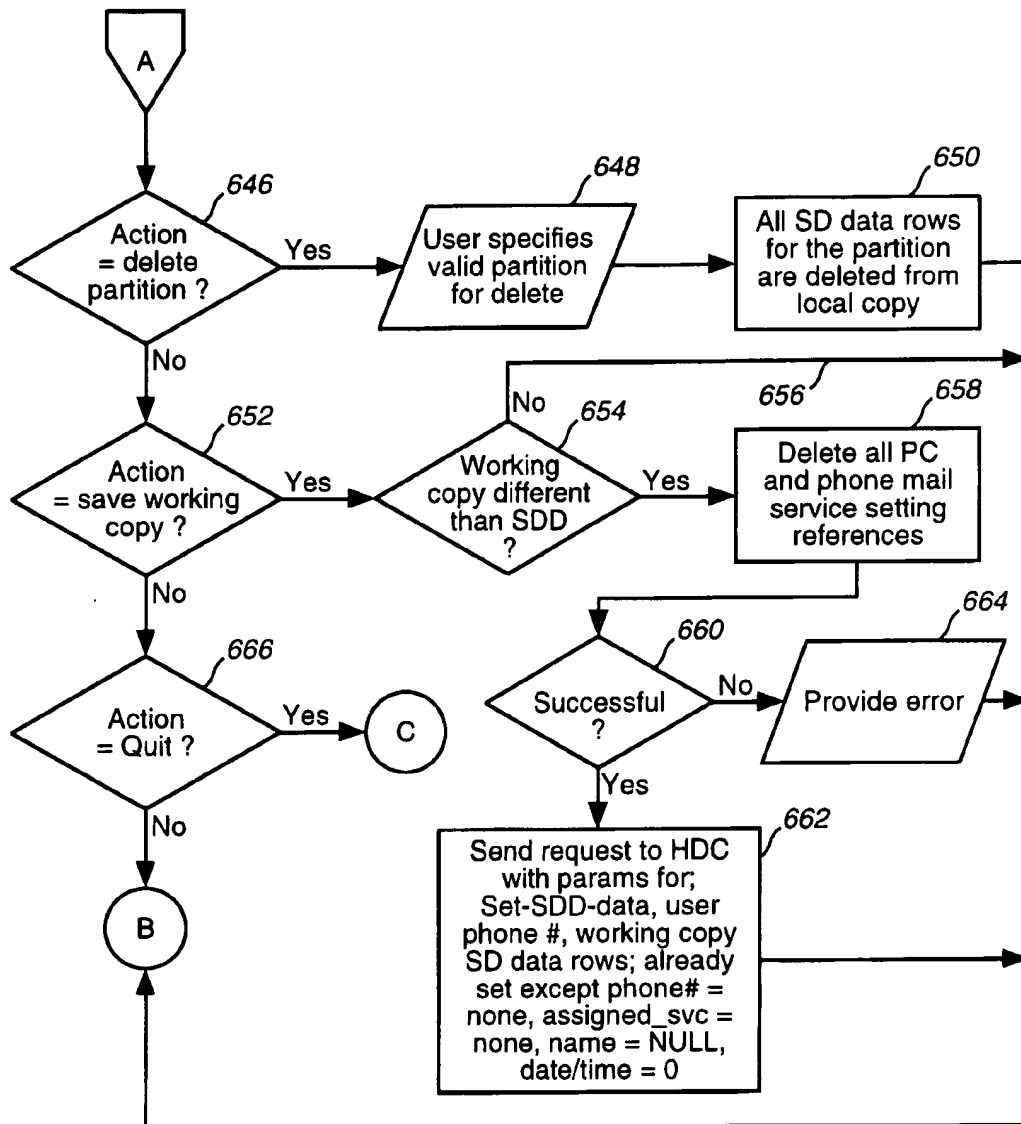 A
646
Action
= delete
partition ?
Yes
648
User specifies
valid partition
for delete
650
All SD data rows
for the partition
are deleted from
local copy
No
652
Action
= save working
copy ?
Yes
No
654
Working
copy different
than SDD
?
656
Yes
658
Delete all PC
and phone mail
service setting
references
No
666
Action
= Quit ?
Yes
C
660
Successful
?
No
664
Provide error
Yes
No
B
662
Send request to HDC
with params for;
Set-SDD-data, user
phone #, working copy
SD data rows; already
set except phone# =
none, assigned_svc =
none, name = NULL,
date/time = 0